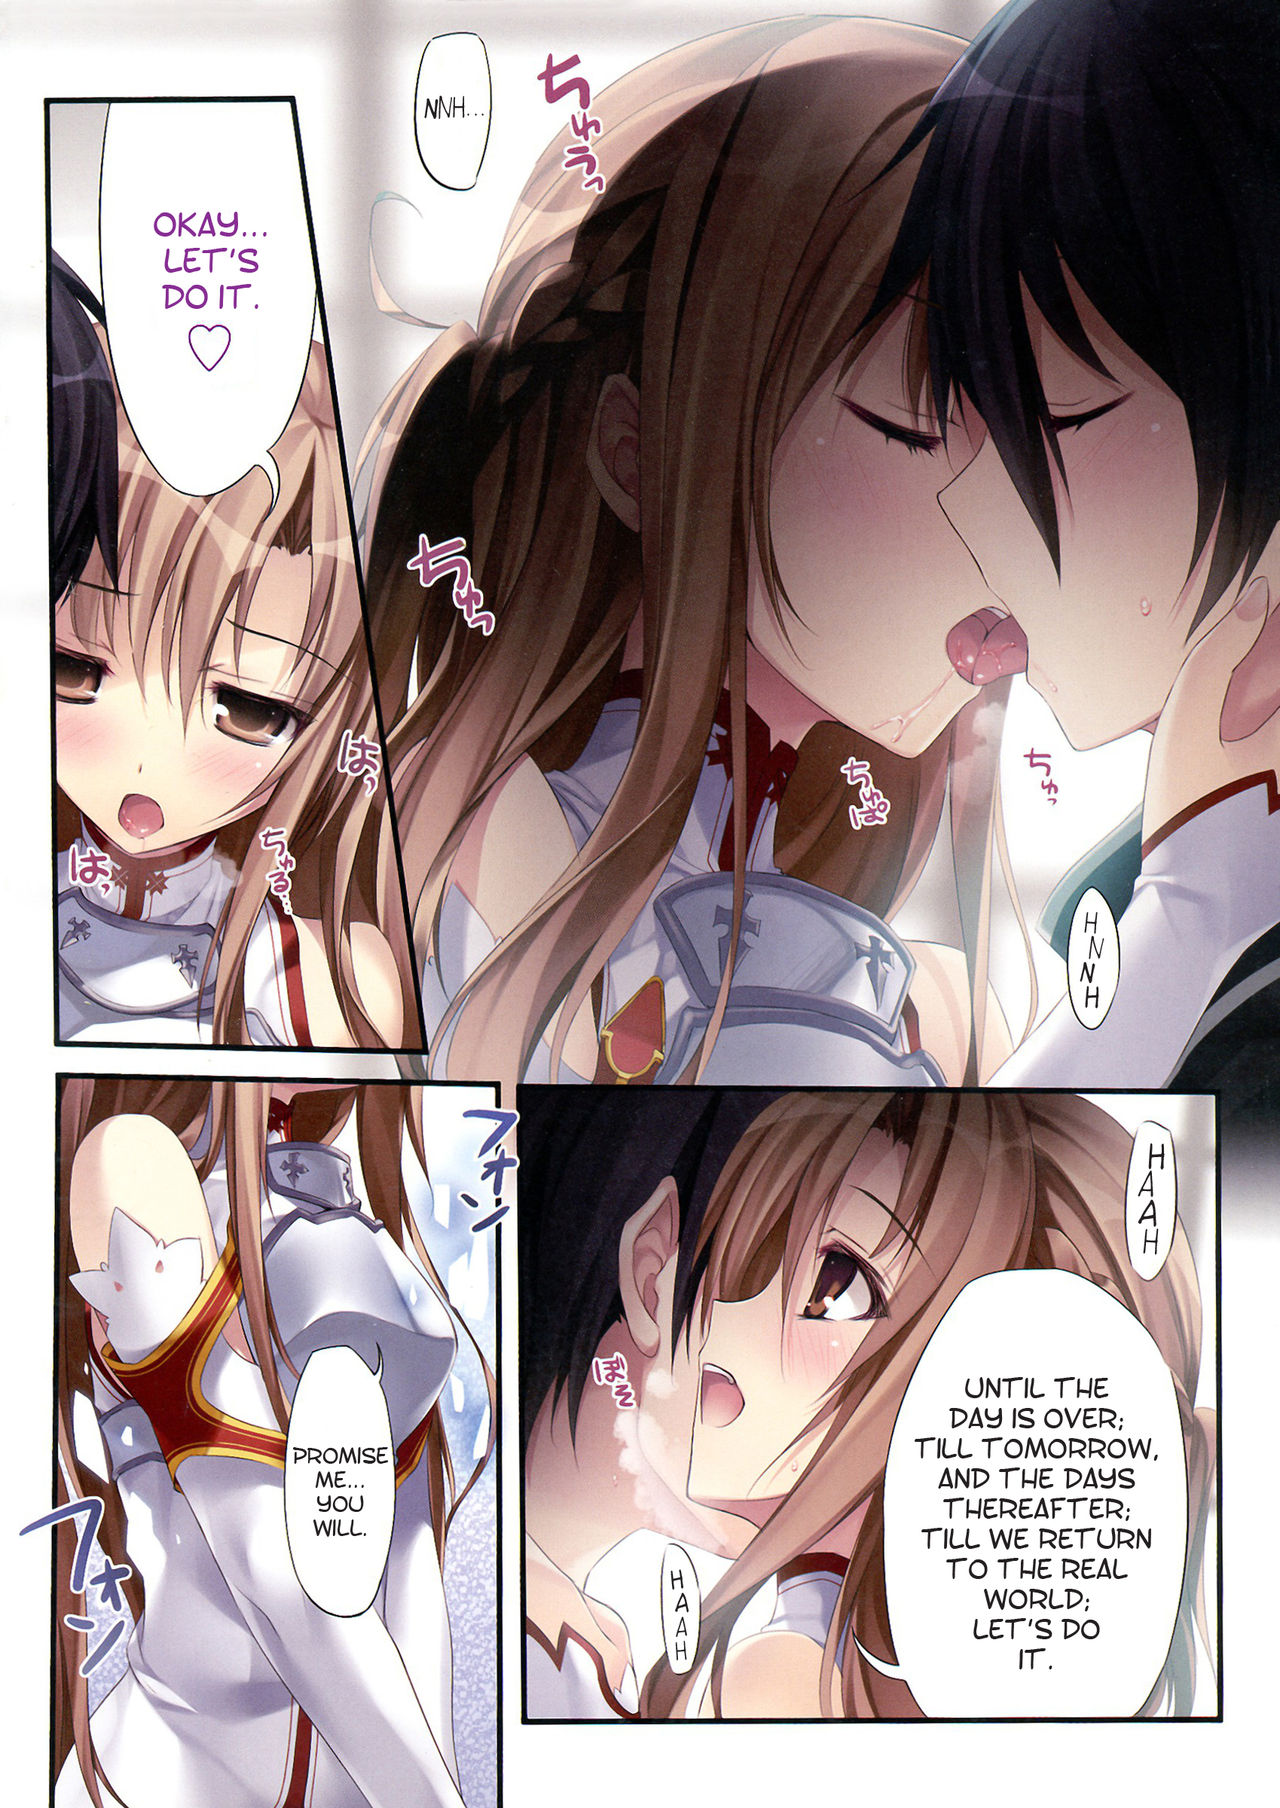 NNH...
ちゅうっ
ちゅっ
ちゅぱ
ちゅっ
HNNH
OKAY...
LET'S
DO IT.
♡
はっ
はっ
ちゅる...
HAAH
UNTIL THE
DAY IS OVER;
TILL TOMORROW,
AND THE DAYS
THEREAFTER;
TILL WE RETURN
TO THE REAL
WORLD;
LET'S DO
IT.
ぼそ
HAAH
フォン
PROMISE
ME...
YOU
WILL.
フォン